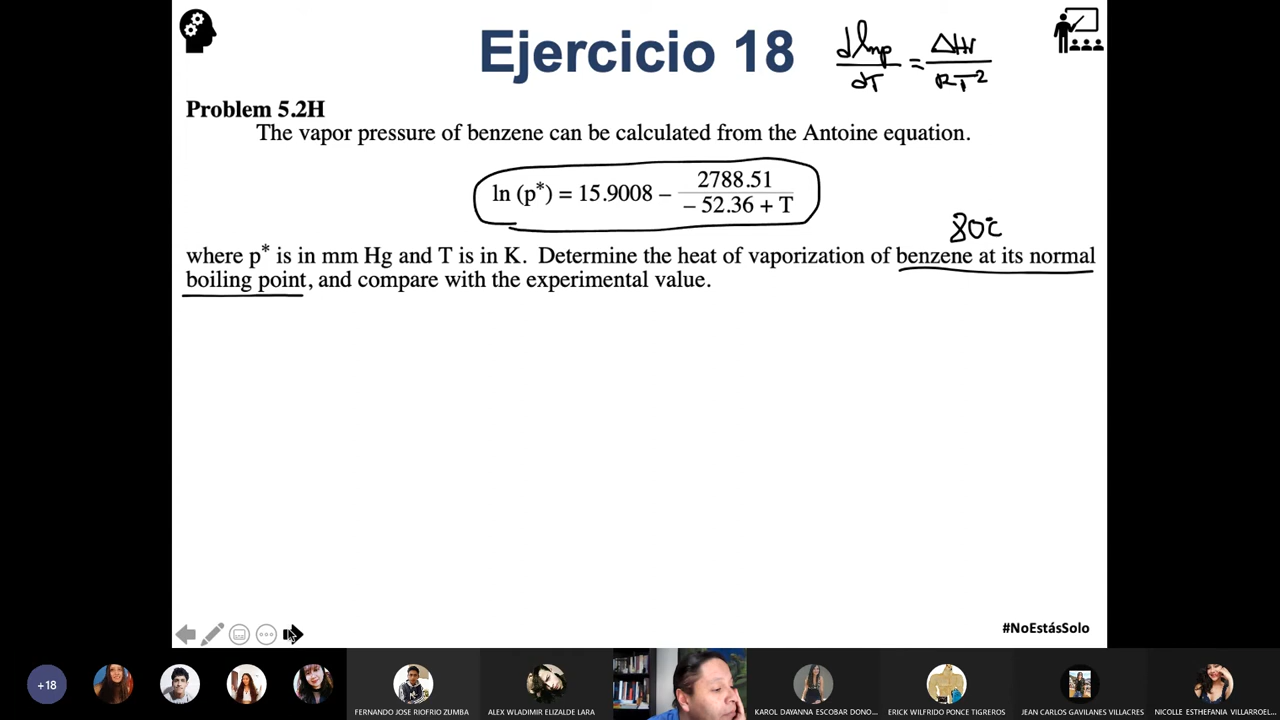 Ejercicio 18
dlnp/dT = ΔHv/RT²
Problem 5.2H
The vapor pressure of benzene can be calculated from the Antoine equation.
ln (p*) = 15.9008 – 2788.51 / – 52.36 + T
80°C
where p* is in mm Hg and T is in K. Determine the heat of vaporization of benzene at its normal
boiling point, and compare with the experimental value.
#NoEstásSolo
+18
FERNANDO JOSE RIOFRIO ZUMBA
ALEX WLADIMIR ELIZALDE LARA
KAROL DAYANNA ESCOBAR DONO...
ERICK WILFRIDO PONCE TIGREROS
JEAN CARLOS GAVILANES VILLACRES
NICOLLE ESTHEFANIA VILLARROEL...